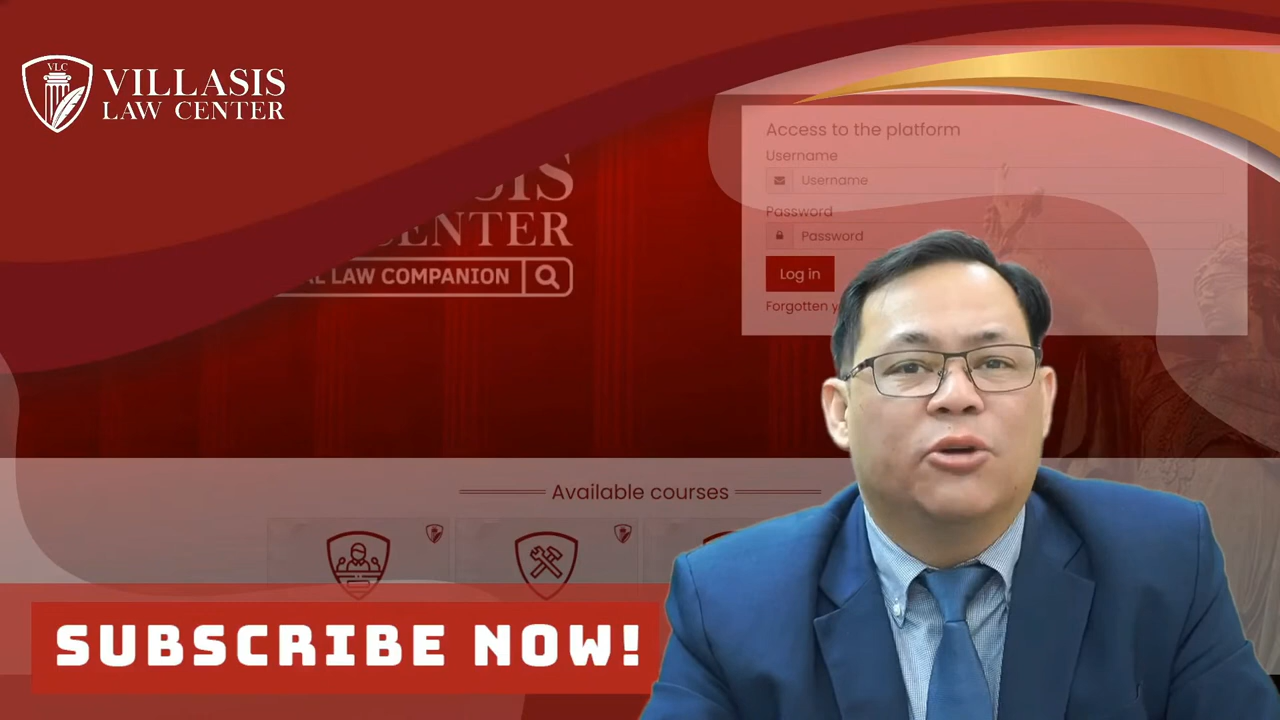 VLC
VILLASIS
LAW CENTER
Access to the platform
Username
Username
Password
Password
Log in
Forgotten
LAW COMPANION
Available courses
SUBSCRIBE NOW!